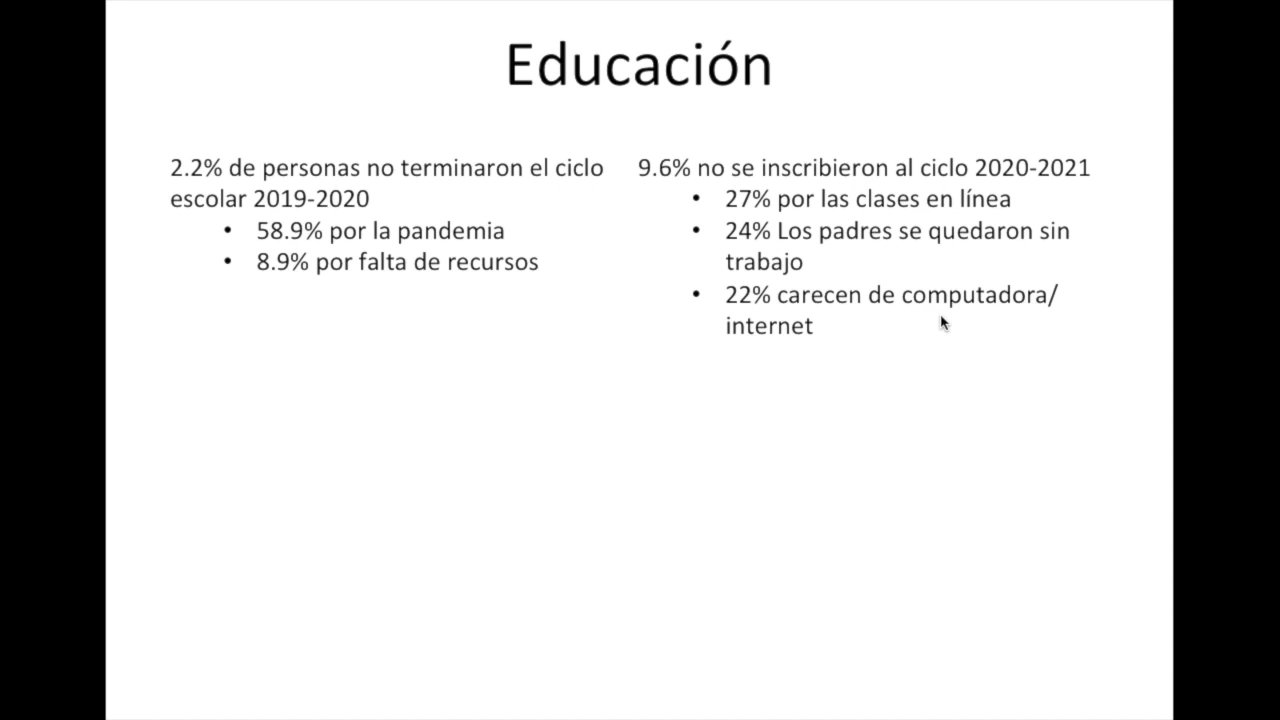 Educación
2.2% de personas no terminaron el ciclo
escolar 2019-2020
• 58.9% por la pandemia
• 8.9% por falta de recursos
9.6% no se inscribieron al ciclo 2020-2021
• 27% por las clases en línea
• 24% Los padres se quedaron sin
trabajo
• 22% carecen de computadora/
internet